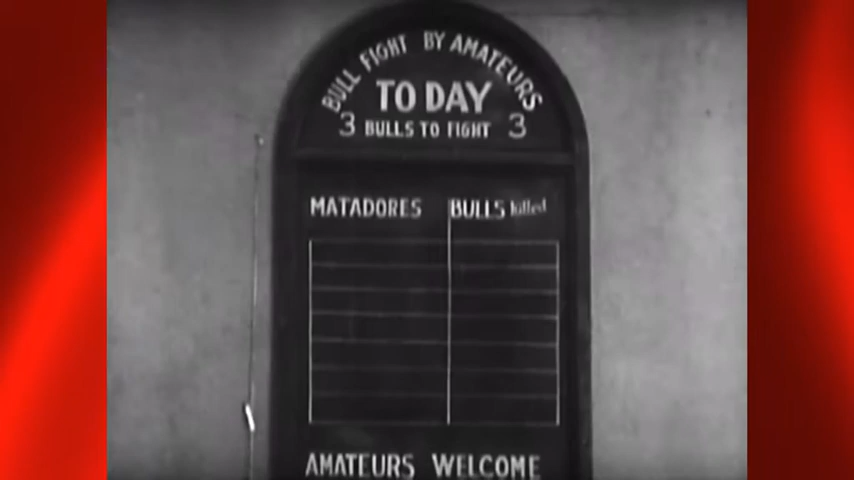 BULL FIGHT BY AMATEURS
TO DAY
3 BULLS TO FIGHT 3
MATADORES BULLS killed
AMATEURS WELCOME